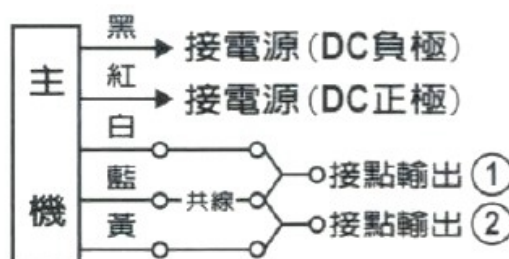 主機
黑
接電源(DC負極)
紅
接電源(DC正極)
白
藍
共線
接點輸出①
黃
接點輸出②